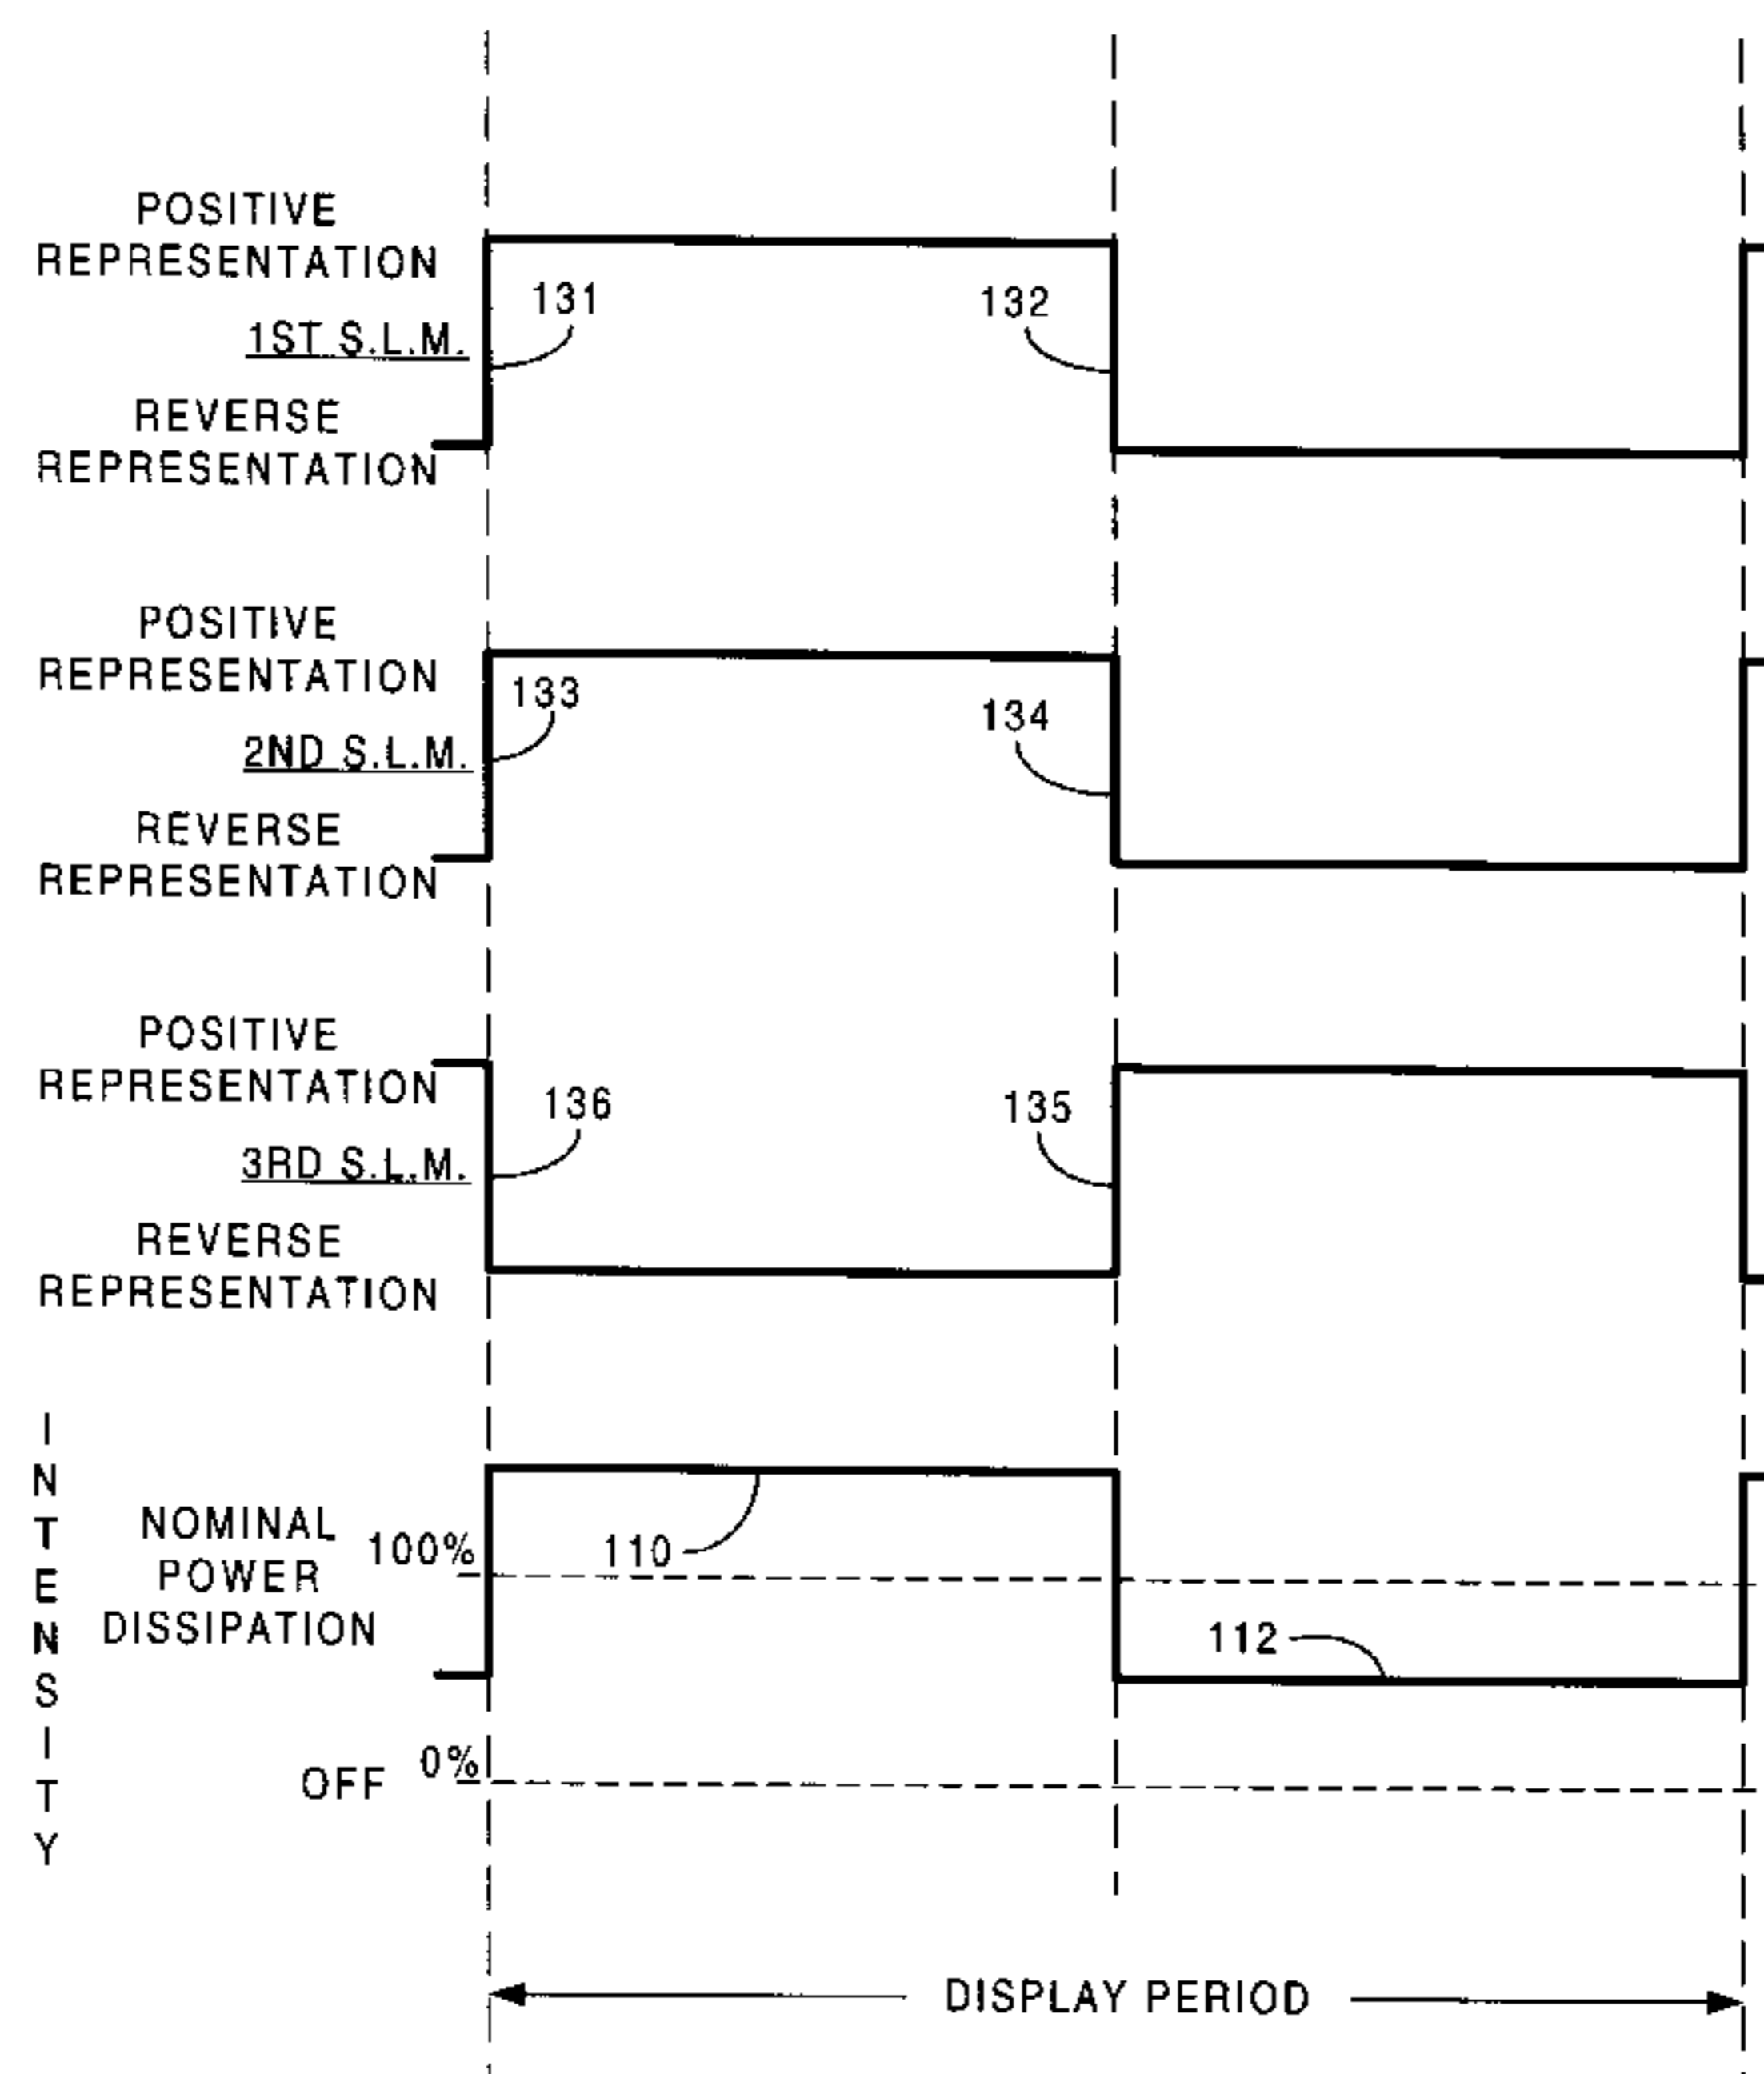 POSITIVE
REPRESENTATION
131
132
1ST S.L.M.
REVERSE
REPRESENTATION
POSITIVE
REPRESENTATION
133
134
2ND S.L.M.
REVERSE
REPRESENTATION
POSITIVE
REPRESENTATION
136
135
3RD S.L.M.
REVERSE
REPRESENTATION
INTENSITY
NOMINAL
POWER
DISSIPATION
100%
110
112
OFF
0%
DISPLAY PERIOD